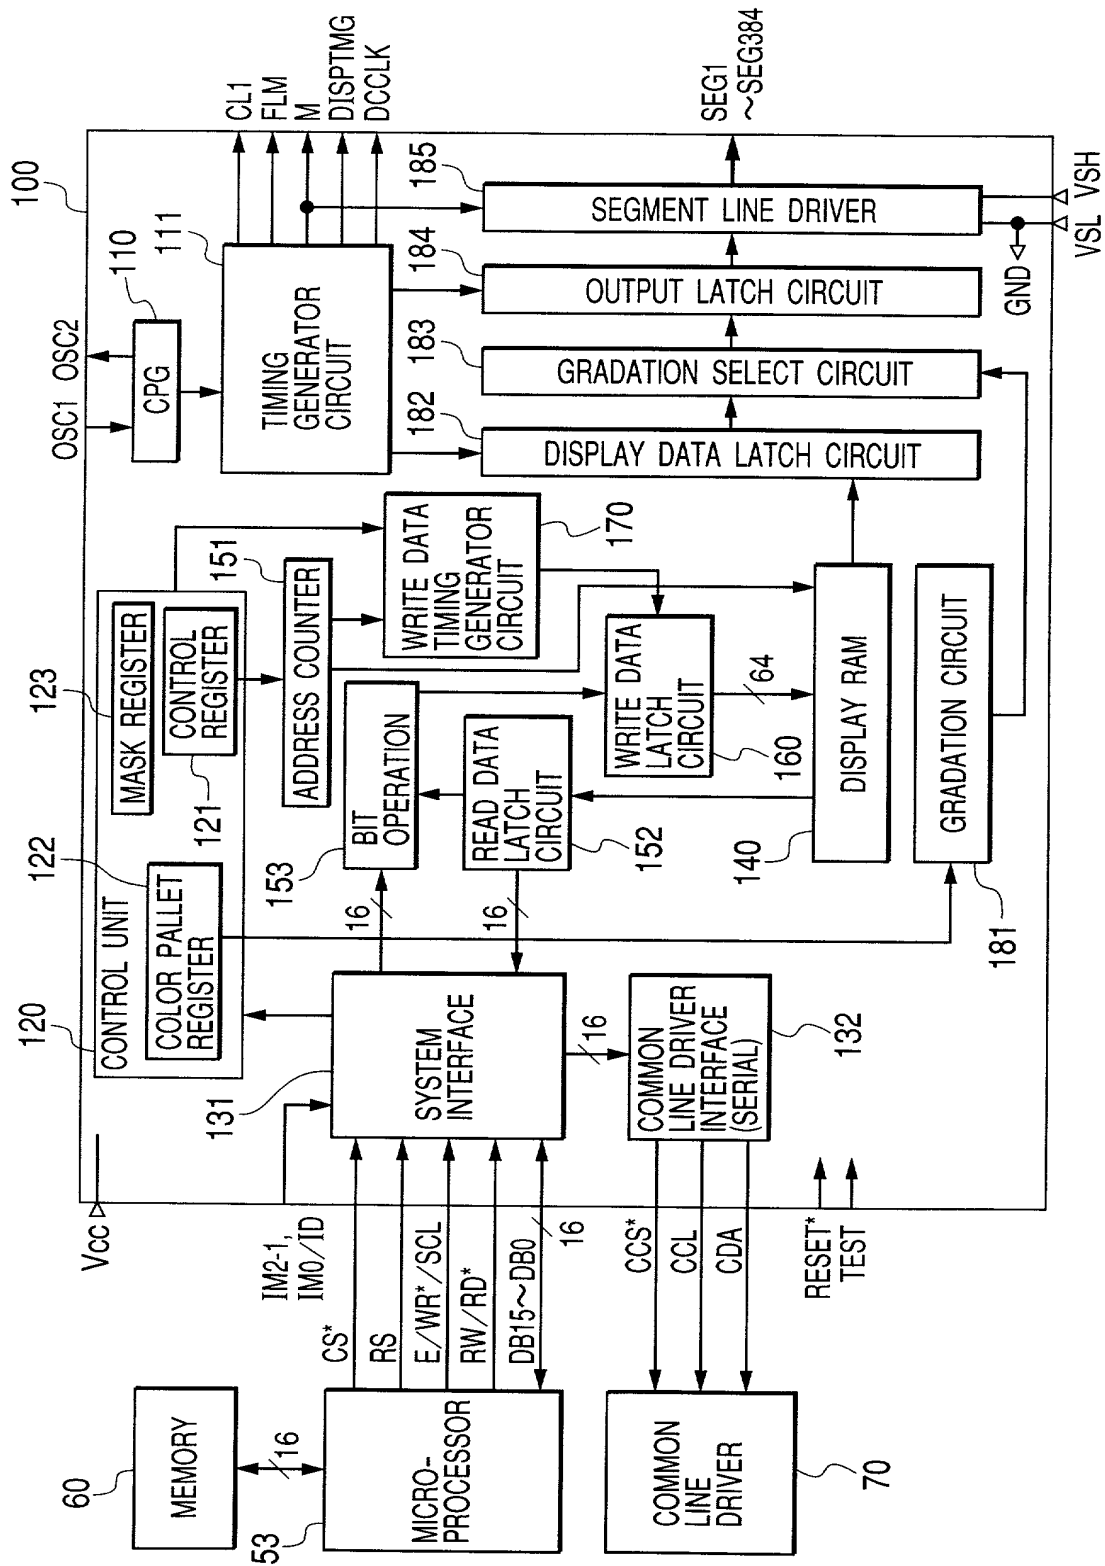 100
OSC1
OSC2
110
CPG
111
TIMING
GENERATOR
CIRCUIT
CL1
FLM
M
DISPTMG
DCCLK
Vcc
120
CONTROL UNIT
122
COLOR PALLET
REGISTER
123
MASK REGISTER
CONTROL
REGISTER
121
151
ADDRESS COUNTER
WRITE DATA
TIMING
GENERATOR
CIRCUIT
170
60
MEMORY
16
53
MICRO-
PROCESSOR
IM2-1,
IM0/ID
CS*
RS
E/WR*/SCL
RW/RD*
DB15~DB0
16
131
SYSTEM
INTERFACE
16
16
16
153
BIT
OPERATION
READ DATA
LATCH
CIRCUIT
152
WRITE DATA
LATCH
CIRCUIT
160
64
182
DISPLAY DATA LATCH CIRCUIT
183
GRADATION SELECT CIRCUIT
184
OUTPUT LATCH CIRCUIT
185
SEGMENT LINE DRIVER
SEG1
~SEG384
COMMON
LINE
DRIVER
70
CCS*
CCL
CDA
COMMON
LINE DRIVER
INTERFACE
(SERIAL)
132
140
DISPLAY RAM
GRADATION CIRCUIT
181
RESET*
TEST
GND
VSL
VSH